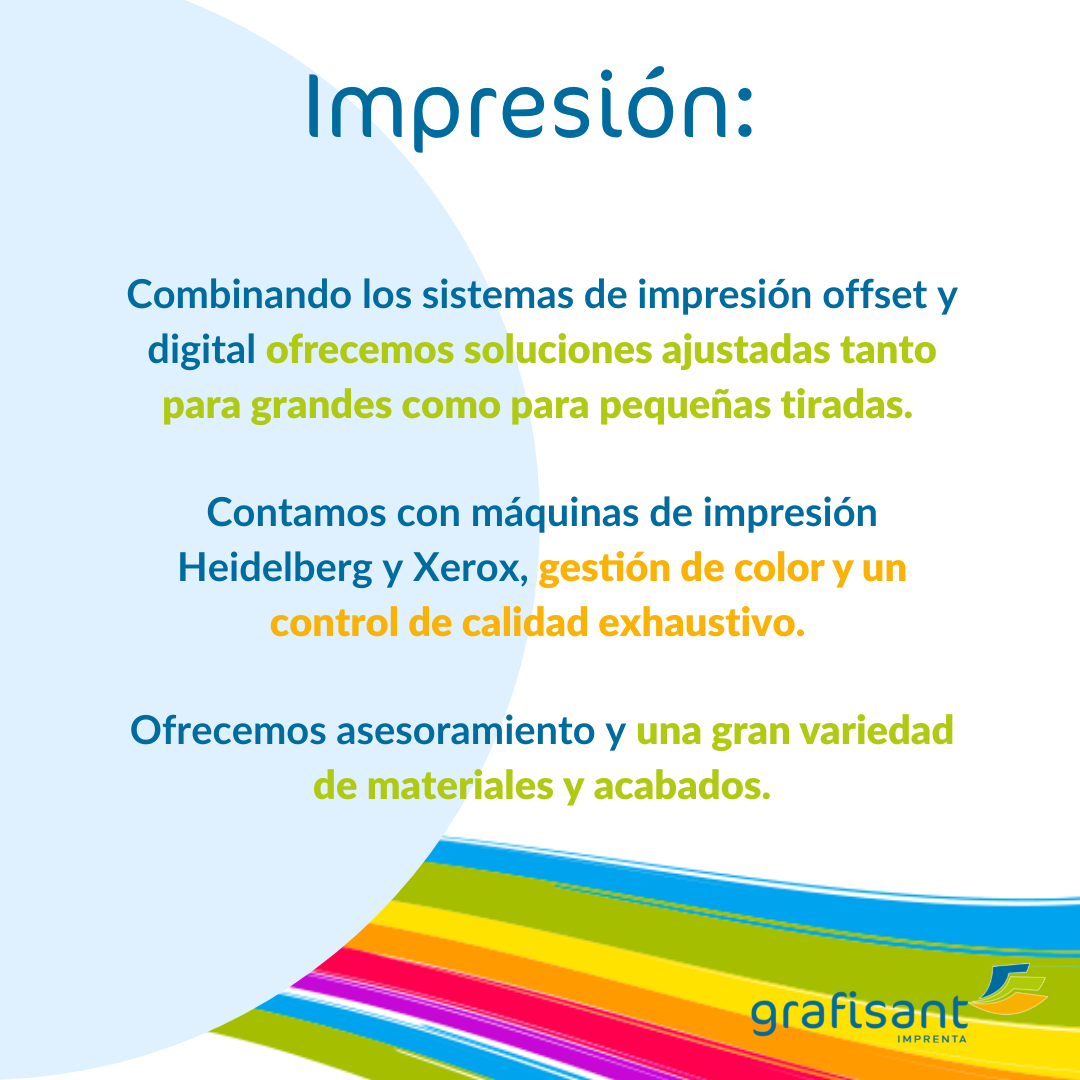 Impresión:
Combinando los sistemas de impresión offset y
digital ofrecemos soluciones ajustadas tanto
para grandes como para pequeñas tiradas.
Contamos con máquinas de impresión
Heidelberg y Xerox, gestión de color y un
control de calidad exhaustivo.
Ofrecemos asesoramiento y una gran variedad
de materiales y acabados.
grafisant
IMPRENTA